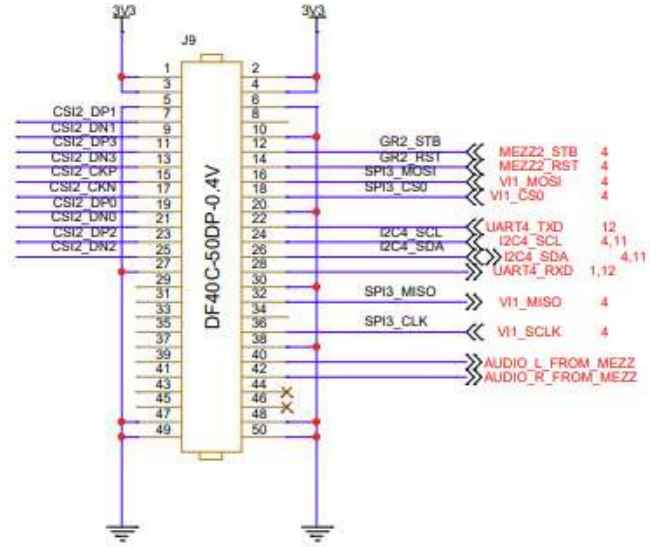 3V3 3V3
J9
1 2
3 4
5 6
CSI2_DP1 7 8
CSI2_DN1 9 10
CSI2_DP3 11 12 GR2_STB MEZZ2_STB 4
CSI2_DN3 13 14 GR2_RST MEZZ2_RST 4
CSI2_CKP 15 16 SPI3_MOSI VI1_MOSI 4
CSI2_CKN 17 18 SPI3_CS0 VI1_CS0 4
CSI2_DP0 19 20
CSI2_DN0 21 22 UART4_TXD 12
CSI2_DP2 23 24 I2C4_SCL I2C4_SCL 4,11
CSI2_DN2 25 26 I2C4_SDA I2C4_SDA 4,11
27 28 UART4_RXD 1,12
29 30
31 32 SPI3_MISO VI1_MISO 4
33 34
35 36 SPI3_CLK VI1_SCLK 4
37 38
39 40 AUDIO_L_FROM_MEZZ
41 42 AUDIO_R_FROM_MEZZ
43 44
45 46
47 48
49 50
DF40C-50DP-0.4V